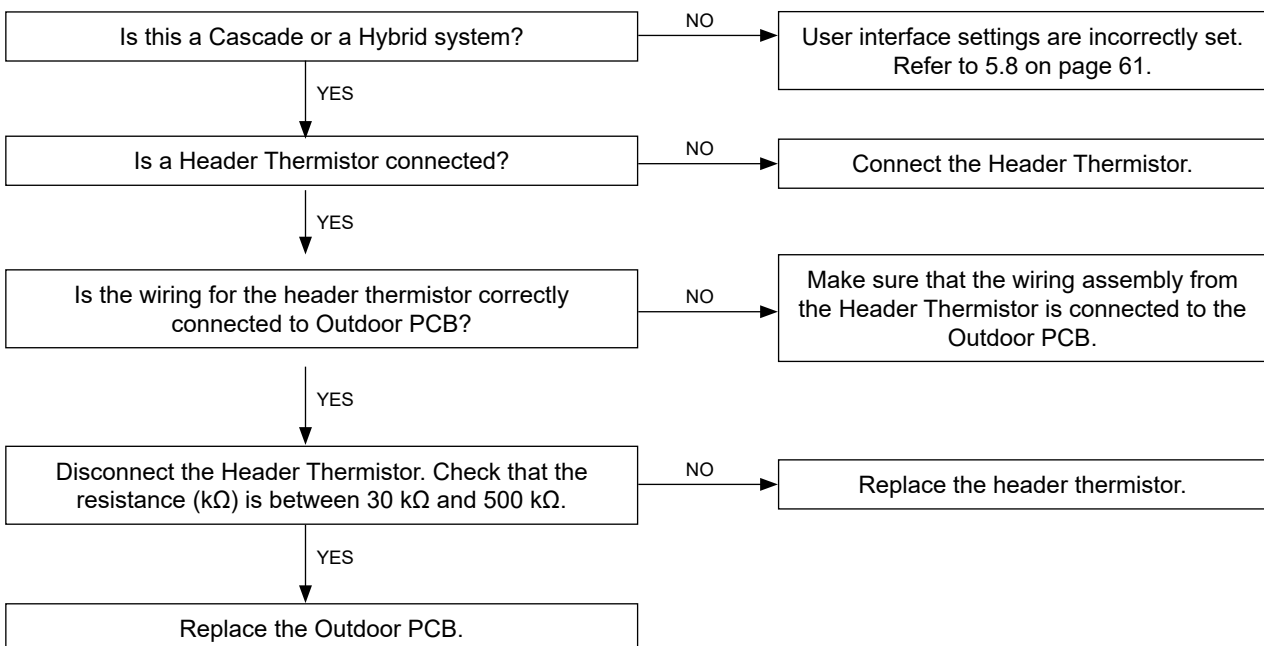 Is this a Cascade or a Hybrid system?
NO
User interface settings are incorrectly set.
Refer to 5.8 on page 61.
YES
Is a Header Thermistor connected?
NO
Connect the Header Thermistor.
YES
Is the wiring for the header thermistor correctly
connected to Outdoor PCB?
NO
Make sure that the wiring assembly from
the Header Thermistor is connected to the
Outdoor PCB.
YES
Disconnect the Header Thermistor. Check that the
resistance (kΩ) is between 30 kΩ and 500 kΩ.
NO
Replace the header thermistor.
YES
Replace the Outdoor PCB.